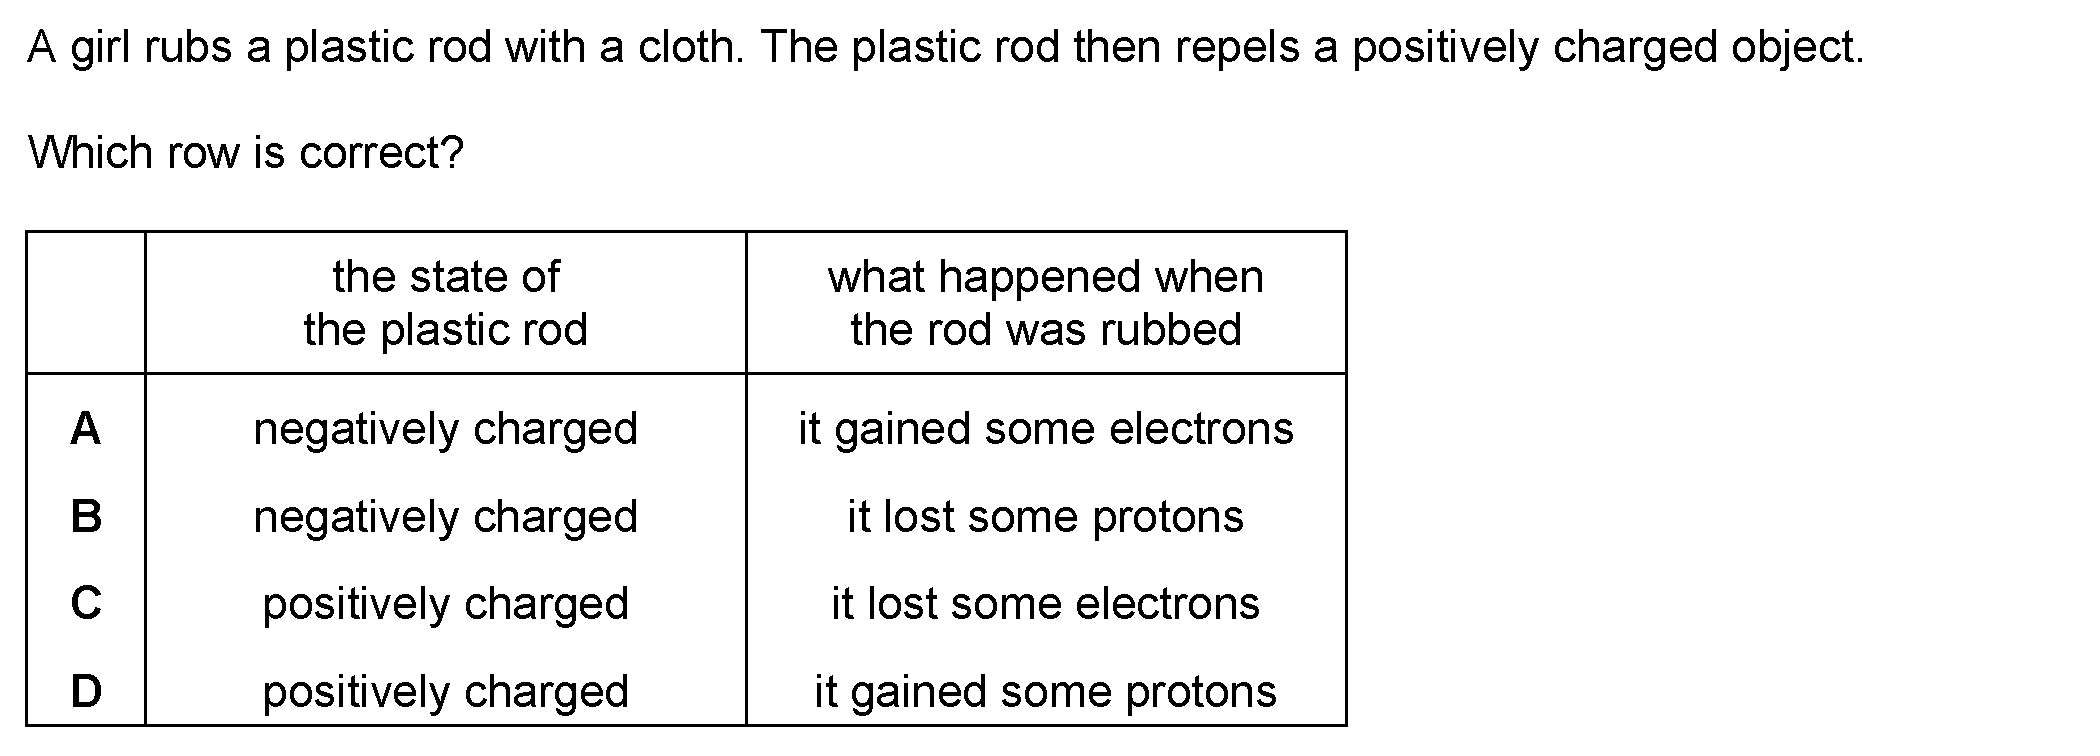 A girl rubs a plastic rod with a cloth. The plastic rod then repels a positively charged object.
Which row is correct?
the state of the plastic rod what happened when the rod was rubbed
A negatively charged it gained some electrons
B negatively charged it lost some protons
C positively charged it lost some electrons
D positively charged it gained some protons